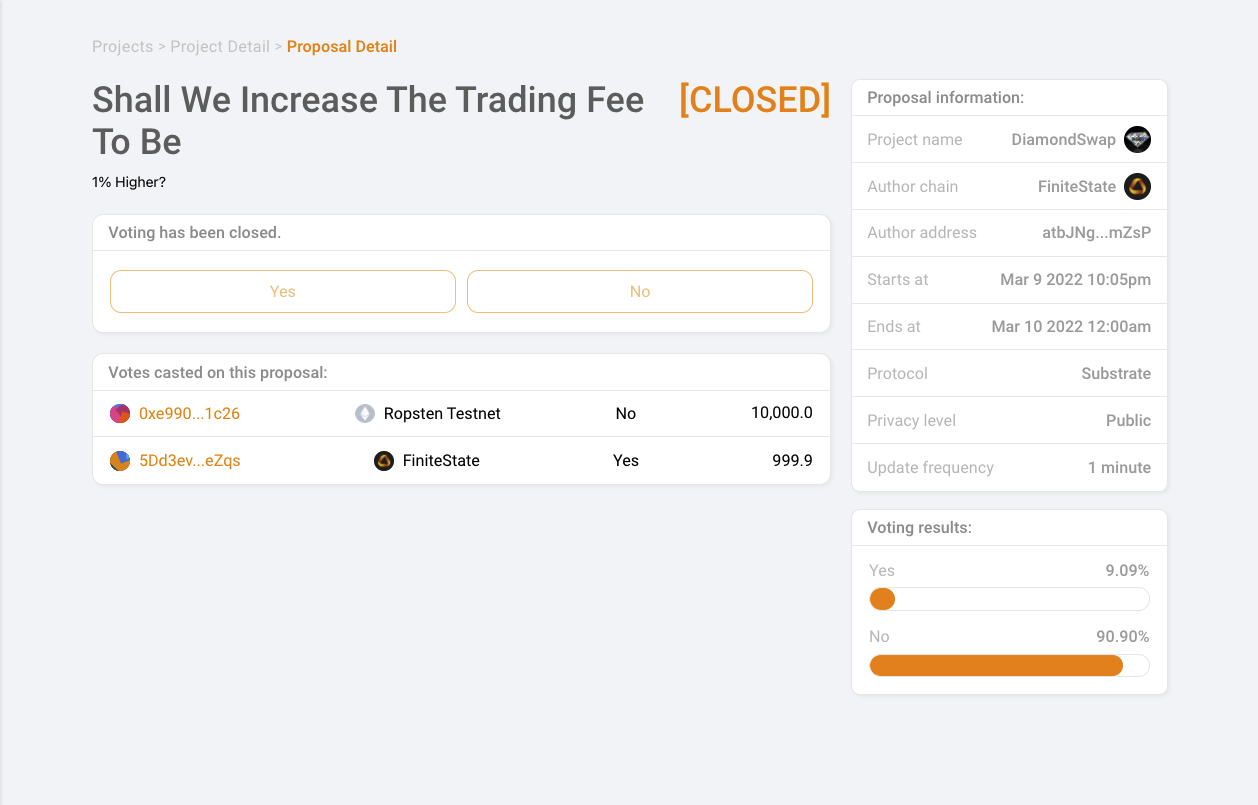 Projects > Project Detail > Proposal Detail
Shall We Increase The Trading Fee [CLOSED]
To Be
1% Higher?
Voting has been closed.
Yes No
Votes casted on this proposal:
0xe990...1c26 Ropsten Testnet No 10,000.0
5Dd3ev...eZqs FiniteState Yes 999.9
Proposal information:
Project name DiamondSwap
Author chain FiniteState
Author address atbJNg...mZsP
Starts at Mar 9 2022 10:05pm
Ends at Mar 10 2022 12:00am
Protocol Substrate
Privacy level Public
Update frequency 1 minute
Voting results:
Yes 9.09%
No 90.90%